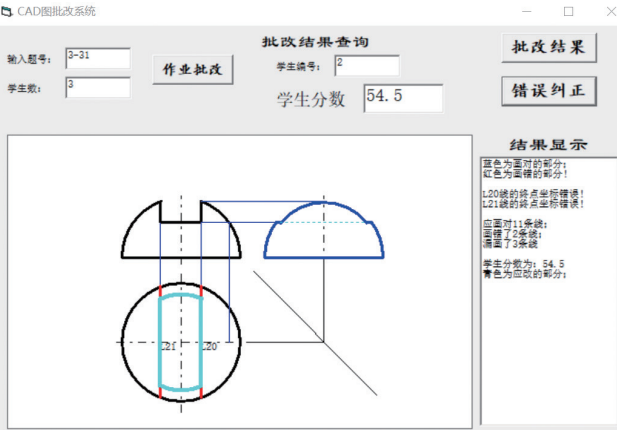 CAD图批改系统
输入题号：
3-31
学生数：
3
作业批改
批改结果查询
学生编号：
2
学生分数
54.5
批改结果
错误纠正
结果显示
蓝色为画对的部分；
红色为画错的部分！
L20线的终点坐标错误！
L21线的终点坐标错误！
应画对11条线；
画错了2条线；
漏画了3条线
学生分数为：54.5
青色为应改的部分；
L21
L20